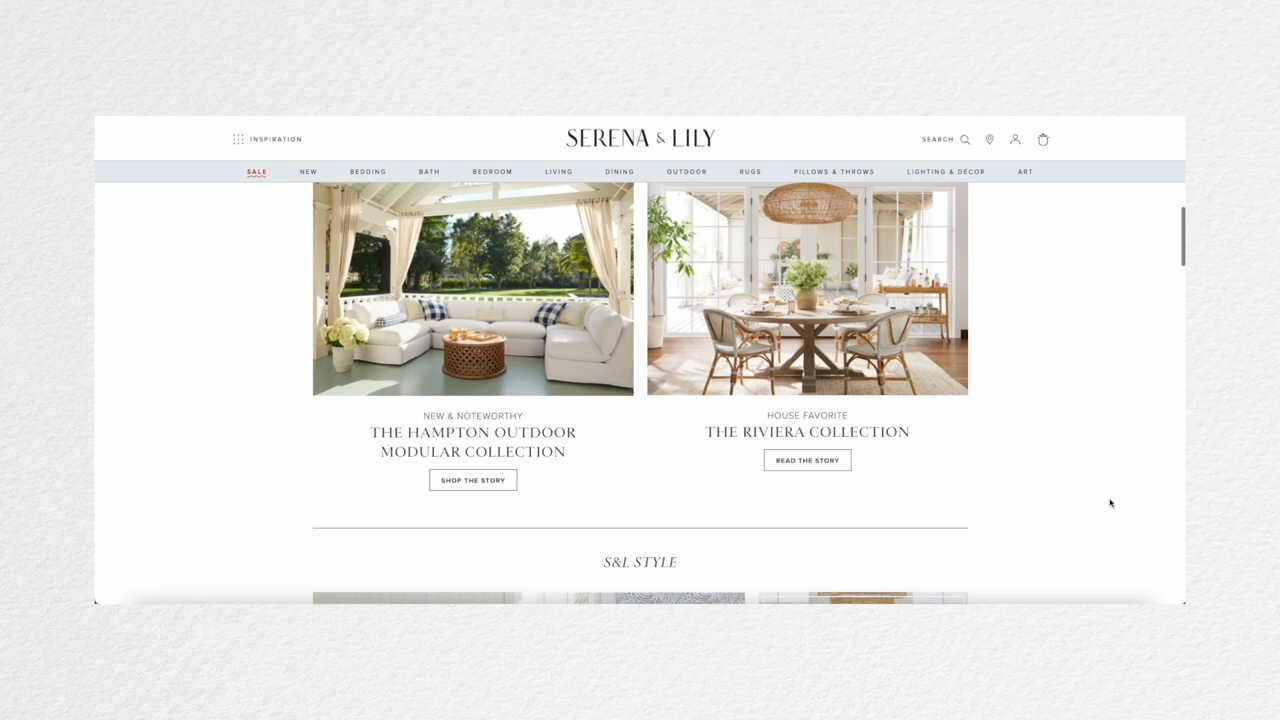 INSPIRATION
SERENA & LILY
SEARCH
SALE NEW BEDDING BATH BEDROOM LIVING DINING OUTDOOR RUGS PILLOWS & THROWS LIGHTING & DÉCOR ART
NEW & NOTEWORTHY
THE HAMPTON OUTDOOR
MODULAR COLLECTION
SHOP THE STORY
HOUSE FAVORITE
THE RIVIERA COLLECTION
READ THE STORY
S&L STYLE